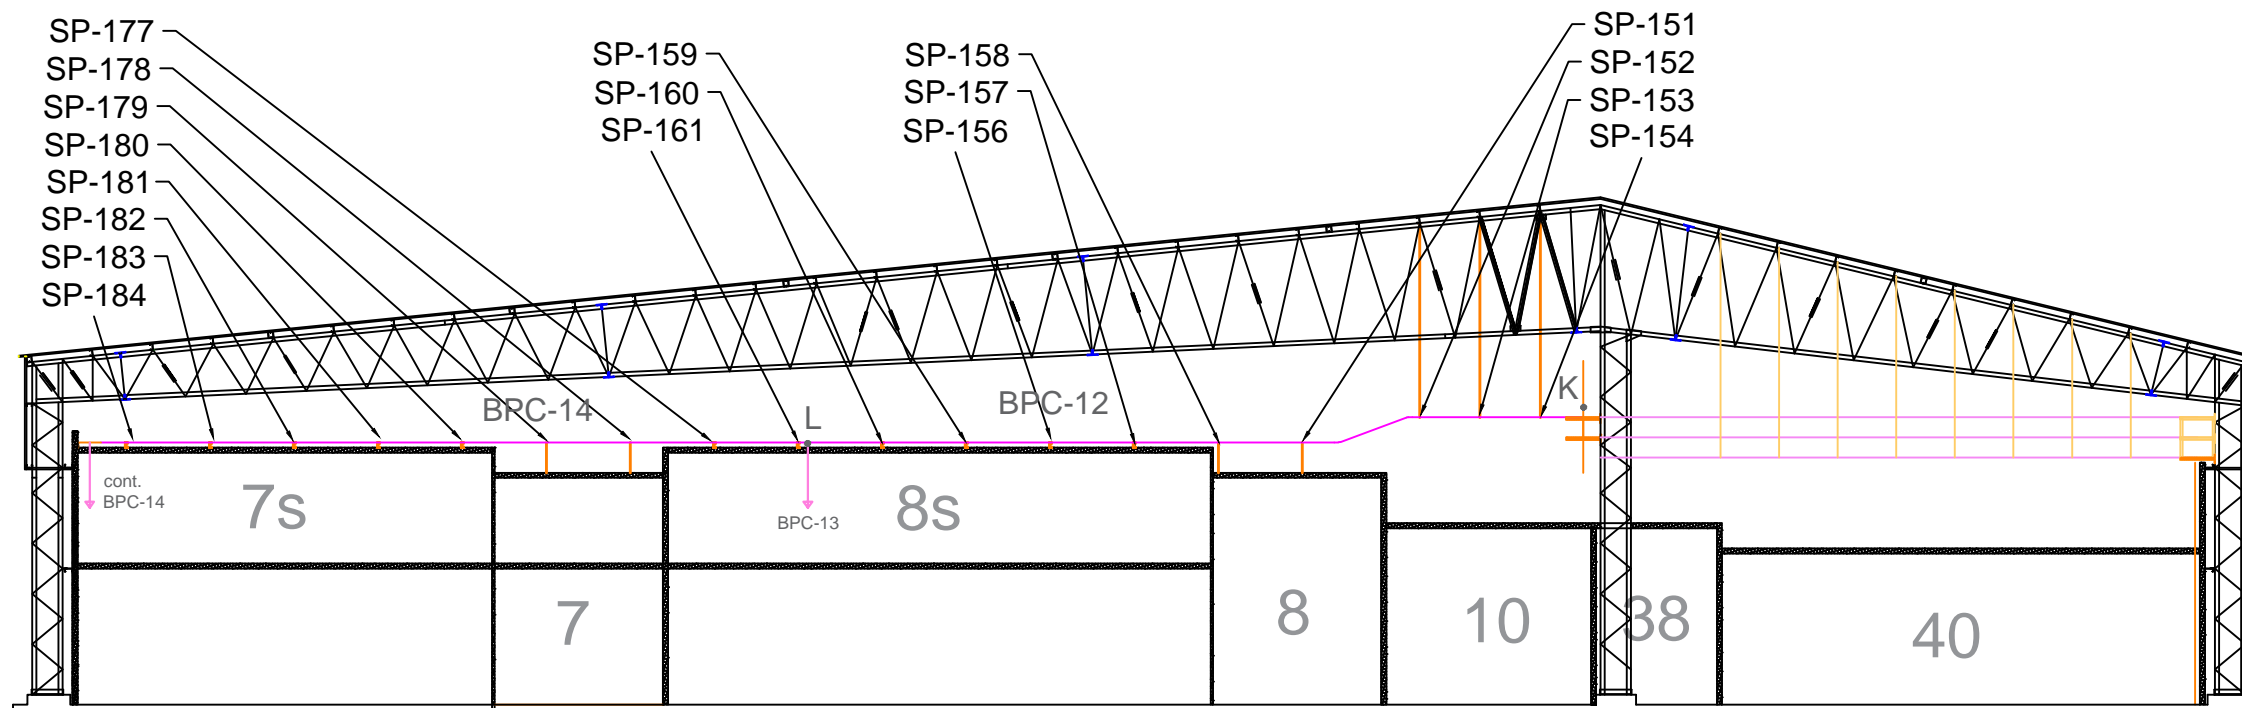 SP-177
SP-178
SP-179
SP-180
SP-181
SP-182
SP-183
SP-184
SP-159
SP-160
SP-161
SP-158
SP-157
SP-156
SP-151
SP-152
SP-153
SP-154
BPC-14
BPC-12
K
L
cont.
BPC-14
BPC-13
7s
8s
7
8
10
38
40